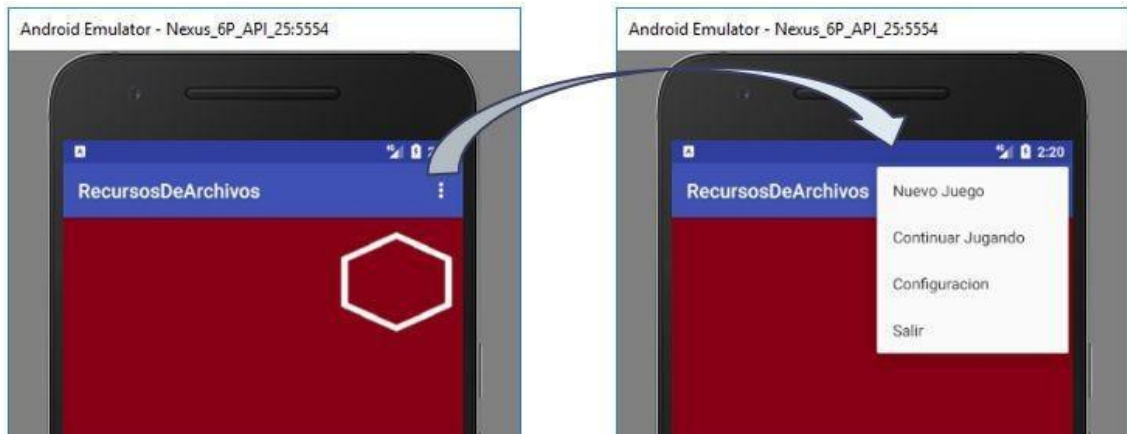 Android Emulator - Nexus_6P_API_25:5554
RecursosDeArchivos
Android Emulator - Nexus_6P_API_25:5554
2:20
RecursosDeArchivos
Nuevo Juego
Continuar Jugando
Configuracion
Salir